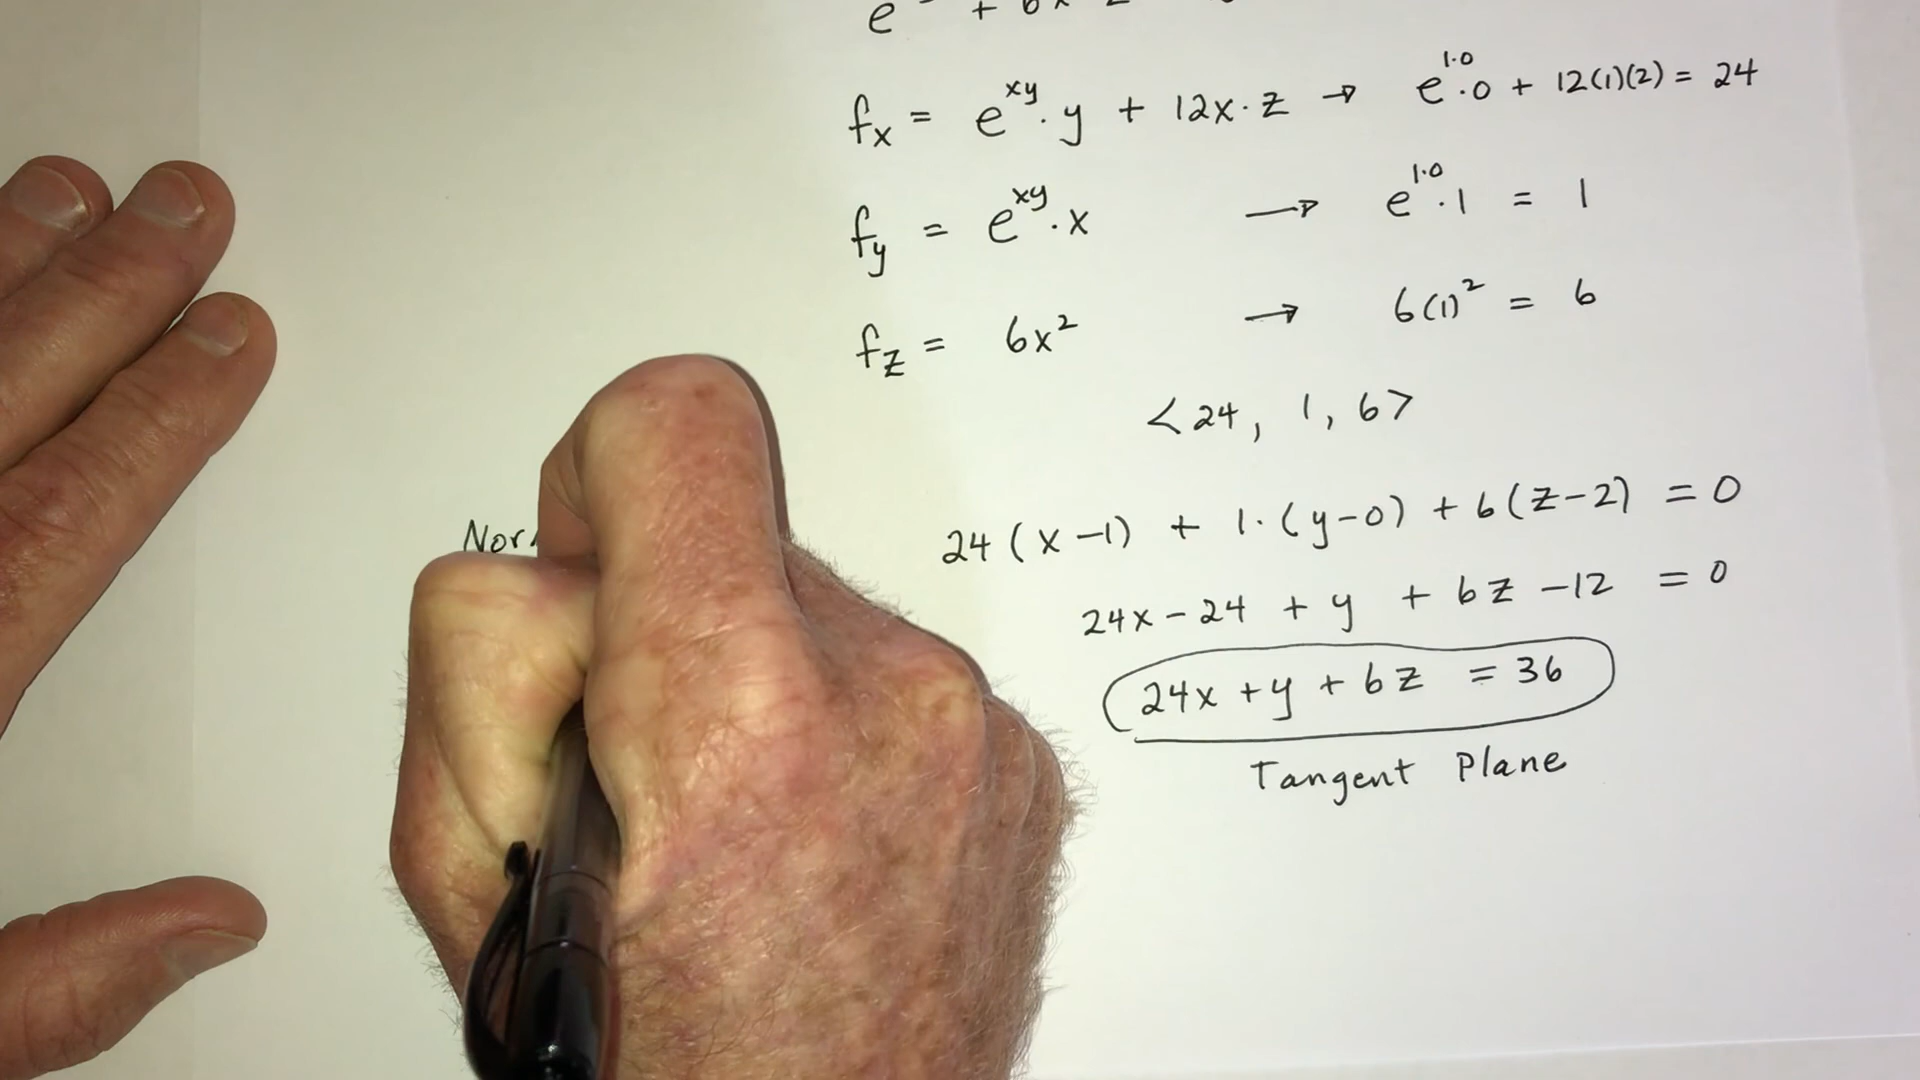 e + 6x
fx = e^xy · y + 12x · z → e^1·0 · 0 + 12(1)(2) = 24
fy = e^xy · x → e^1·0 · 1 = 1
fz = 6x² → 6(1)² = 6
<24, 1, 6>
24(x-1) + 1·(y-0) + 6(z-2) = 0
24x - 24 + y + 6z - 12 = 0
24x + y + 6z = 36
Tangent Plane